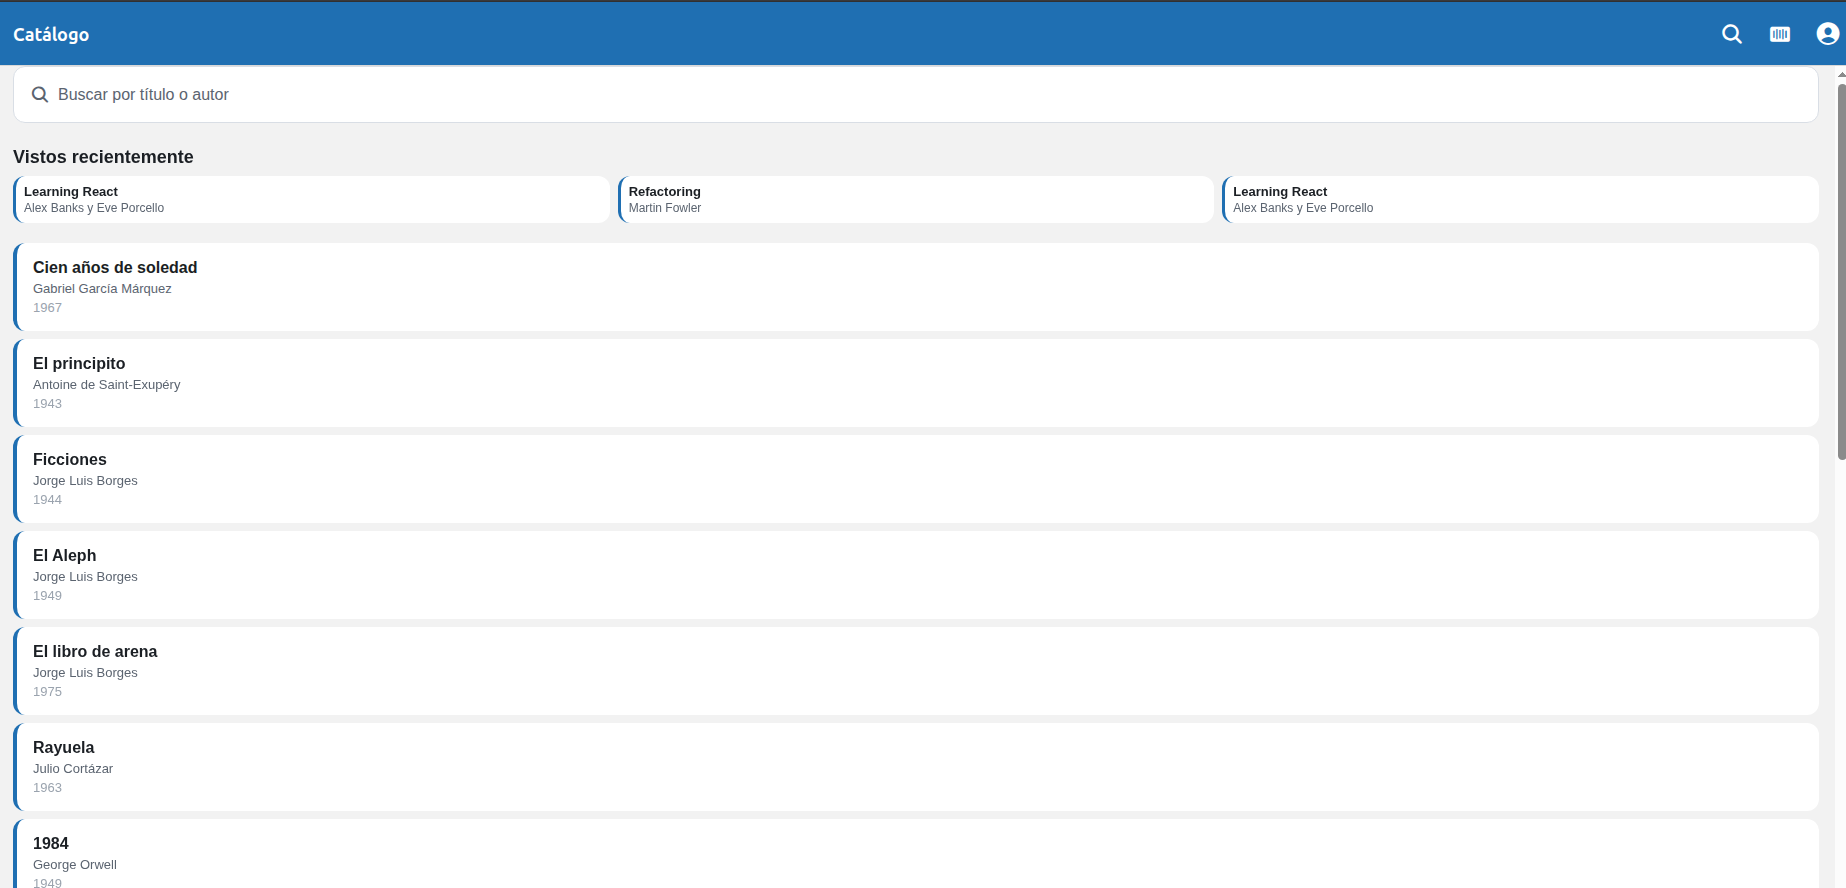 Catálogo
Buscar por título o autor
Vistos recientemente
Learning React
Alex Banks y Eve Porcello
Refactoring
Martin Fowler
Learning React
Alex Banks y Eve Porcello
Cien años de soledad
Gabriel García Márquez
1967
El principito
Antoine de Saint-Exupéry
1943
Ficciones
Jorge Luis Borges
1944
El Aleph
Jorge Luis Borges
1949
El libro de arena
Jorge Luis Borges
1975
Rayuela
Julio Cortázar
1963
1984
George Orwell
1949